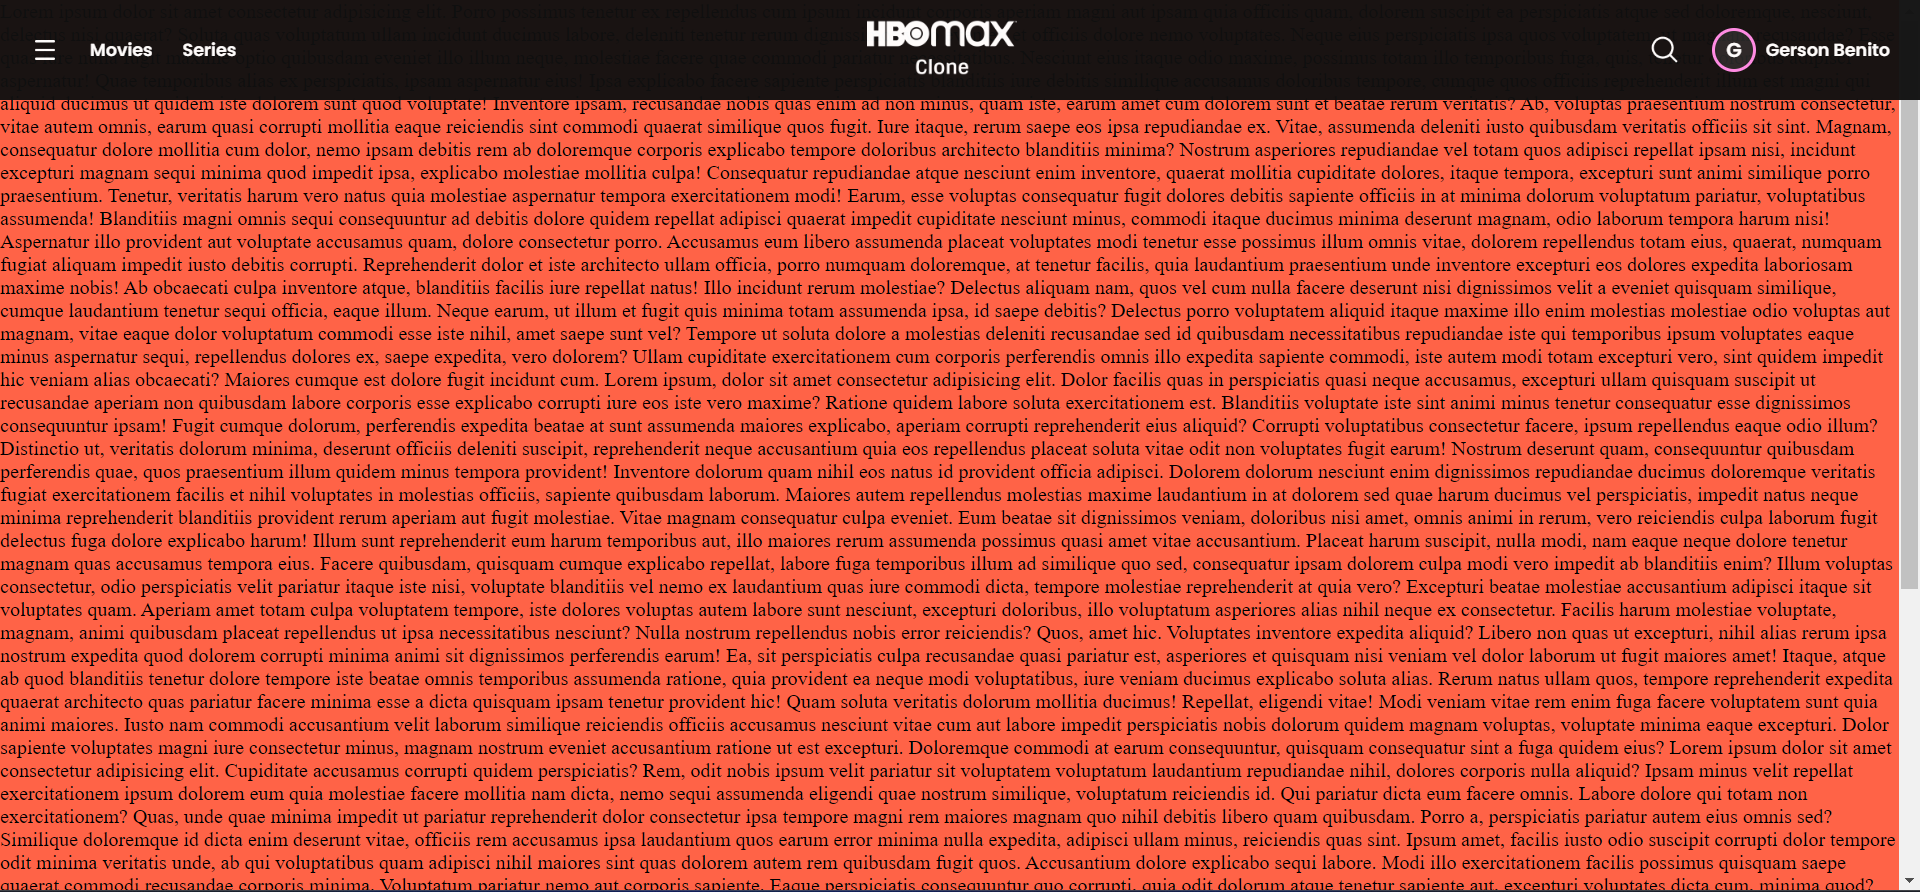 Lorem ipsum dolor sit amet consectetur adipisicing elit. Porro possimus tenetur ex repellendus cum ipsum
Movies Series HBOMAX Clone G Gerson Benito
aliquid ducimus ut quidem iste dolorem sunt quod voluptate! Inventore ipsam, recusandae nobis quas enim ad non minus, quam iste, earum amet cum dolorem sunt et beatae rerum veritatis? Ab, voluptas praesentium nostrum consectetur,
vitae autem omnis, earum quasi corrupti mollitia eaque reiciendis sint commodi quaerat similique quos fugit. Iure itaque, rerum saepe eos ipsa repudiandae ex. Vitae, assumenda deleniti iusto quibusdam veritatis officiis sit sint. Magnam,
consequatur dolore mollitia cum dolor, nemo ipsam debitis rem ab doloremque corporis explicabo tempore doloribus architecto blanditiis minima? Nostrum asperiores repudiandae vel totam quos adipisci repellat ipsam nisi, incidunt
excepturi magnam sequi minima quod impedit ipsa, explicabo molestiae mollitia culpa! Consequatur repudiandae atque nesciunt enim inventore, quaerat mollitia cupiditate dolores, itaque tempora, excepturi sunt animi similique porro
praesentium. Tenetur, veritatis harum vero natus quia molestiae aspernatur tempora exercitationem modi! Earum, esse voluptas consequatur fugit dolores debitis sapiente officiis in at minima dolorum voluptatum pariatur, voluptatibus
assumenda! Blanditiis magni omnis sequi consequuntur ad debitis dolore quidem repellat adipisci quaerat impedit cupiditate nesciunt minus, commodi itaque ducimus minima deserunt magnam, odio laborum tempora harum nisi!
Aspernatur illo provident aut voluptate accusamus quam, dolore consectetur porro. Accusamus eum libero assumenda placeat voluptates modi tenetur esse possimus illum omnis vitae, dolorem repellendus totam eius, quaerat, numquam
fugiat aliquam impedit iusto debitis corrupti. Reprehenderit dolor et iste architecto ullam officia, porro numquam doloremque, at tenetur facilis, quia laudantium praesentium unde inventore excepturi eos dolores expedita laboriosam
maxime nobis! Ab obcaecati culpa inventore atque, blanditiis facilis iure repellat natus! Illo incidunt rerum molestiae? Delectus aliquam nam, quos vel cum nulla facere deserunt nisi dignissimos velit a eveniet quisquam similique,
cumque laudantium tenetur sequi officia, eaque illum. Neque earum, ut illum et fugit quis minima totam assumenda ipsa, id saepe debitis? Delectus porro voluptatem aliquid itaque maxime illo enim molestias molestiae odio voluptas aut
magnam, vitae eaque dolor voluptatum commodi esse iste nihil, amet saepe sunt vel? Tempore ut soluta dolore a molestias deleniti recusandae sed id quibusdam necessitatibus repudiandae iste qui temporibus ipsum voluptates eaque
minus aspernatur sequi, repellendus dolores ex, saepe expedita, vero dolorem? Ullam cupiditate exercitationem cum corporis perferendis omnis illo expedita sapiente commodi, iste autem modi totam excepturi vero, sint quidem impedit
hic veniam alias obcaecati? Maiores cumque est dolore fugit incidunt cum. Lorem ipsum, dolor sit amet consectetur adipisicing elit. Dolor facilis quas in perspiciatis quasi neque accusamus, excepturi ullam quisquam suscipit ut
recusandae aperiam non quibusdam labore corporis esse explicabo corrupti iure eos iste vero maxime? Ratione quidem labore soluta exercitationem est. Blanditiis voluptate iste sint animi minus tenetur consequatur esse dignissimos
consequuntur ipsam! Fugit cumque dolorum, perferendis expedita beatae at sunt assumenda maiores explicabo, aperiam corrupti reprehenderit eius aliquid? Corrupti voluptatibus consectetur facere, ipsum repellendus eaque odio illum?
Distinctio ut, veritatis dolorum minima, deserunt officiis deleniti suscipit, reprehenderit neque accusantium quia eos repellendus placeat soluta vitae odit non voluptates fugit earum! Nostrum deserunt quam, consequuntur quibusdam
perferendis quae, quos praesentium illum quidem minus tempora provident! Inventore dolorum quam nihil eos natus id provident officia adipisci. Dolorem dolorum nesciunt enim dignissimos repudiandae ducimus doloremque veritatis
fugiat exercitationem facilis et nihil voluptates in molestias officiis, sapiente quibusdam laborum. Maiores autem repellendus molestias maxime laudantium in at dolorem sed quae harum ducimus vel perspiciatis, impedit natus neque
minima reprehenderit blanditiis provident rerum aperiam aut fugit molestiae. Vitae magnam consequatur culpa eveniet. Eum beatae sit dignissimos veniam, doloribus nisi amet, omnis animi in rerum, vero reiciendis culpa laborum fugit
delectus fuga dolore explicabo harum! Illum sunt reprehenderit eum harum temporibus aut, illo maiores rerum assumenda possimus quasi amet vitae accusantium. Placeat harum suscipit, nulla modi, nam eaque neque dolore tenetur
magnam quas accusamus tempora eius. Facere quibusdam, quisquam cumque explicabo repellat, labore fuga temporibus illum ad similique quo sed, consequatur ipsam dolorem culpa modi vero impedit ab blanditiis enim? Illum voluptas
consectetur, odio perspiciatis velit pariatur itaque iste nisi, voluptate blanditiis vel nemo ex laudantium quas iure commodi dicta, tempore molestiae reprehenderit at quia vero? Excepturi beatae molestiae accusantium adipisci itaque sit
voluptates quam. Aperiam amet totam culpa voluptatem tempore, iste dolores voluptas autem labore sunt nesciunt, excepturi doloribus, illo voluptatum asperiores alias nihil neque ex consectetur. Facilis harum molestiae voluptate,
magnam, animi quibusdam placeat repellendus ut ipsa necessitatibus nesciunt? Nulla nostrum repellendus nobis error reiciendis? Quos, amet hic. Voluptates inventore expedita aliquid? Libero non quas ut excepturi, nihil alias rerum ipsa
nostrum expedita quod dolorem corrupti minima animi sit dignissimos perferendis earum! Ea, sit perspiciatis culpa recusandae quasi pariatur est, asperiores et quisquam nisi veniam vel dolor laborum ut fugit maiores amet! Itaque, atque
ab quod blanditiis tenetur dolore tempore iste beatae omnis temporibus assumenda ratione, quia provident ea neque modi voluptatibus, iure veniam ducimus explicabo soluta alias. Rerum natus ullam quos, tempore reprehenderit expedita
quaerat architecto quas pariatur facere minima esse a dicta quisquam ipsam tenetur provident hic! Quam soluta veritatis dolorum mollitia ducimus! Repellat, eligendi vitae! Modi veniam vitae rem enim fuga facere voluptatem sunt quia
animi maiores. Iusto nam commodi accusantium velit laborum similique reiciendis officiis accusamus nesciunt vitae cum aut labore impedit perspiciatis nobis dolorum quidem magnam voluptas, voluptate minima eaque excepturi. Dolor
sapiente voluptates magni iure consectetur minus, magnam nostrum eveniet accusantium ratione ut est excepturi. Doloremque commodi at earum consequuntur, quisquam consequatur sint a fuga quidem eius? Lorem ipsum dolor sit amet
consectetur adipisicing elit. Cupiditate accusamus corrupti quidem perspiciatis? Rem, odit nobis ipsum velit pariatur sit voluptatem voluptatum laudantium repudiandae nihil, dolores corporis nulla aliquid? Ipsam minus velit repellat
exercitationem ipsum dolorem eum quia molestiae facere mollitia nam dicta, nemo sequi assumenda eligendi quae nostrum similique, voluptatum reiciendis id. Qui pariatur dicta eum facere omnis. Labore dolore qui totam non
exercitationem? Quas, unde quae minima impedit ut pariatur reprehenderit dolor consectetur ipsa tempore magni rem maiores magnam quo nihil debitis libero quam quibusdam. Porro a, perspiciatis pariatur autem eius omnis sed?
Similique doloremque id dicta enim deserunt vitae, officiis rem accusamus ipsa laudantium quos earum error minima nulla expedita, adipisci ullam minus, reiciendis quas sint. Ipsum amet, facilis iusto odio suscipit corrupti dolor tempore
odit minima veritatis unde, ab qui voluptatibus quam adipisci nihil maiores sint quas dolorem autem rem quibusdam fugit quos. Accusantium dolore explicabo sequi labore. Modi illo exercitationem facilis possimus quisquam saepe
quaerat commodi recusandae corporis minima. Voluptatum pariatur nemo aut corporis sapiente. Eaque perspiciatis consequuntur quo corrupti, quia odit quia dolorum atque tenetur sapiente aut, excepturi voluptates dicta cum, minima quod?